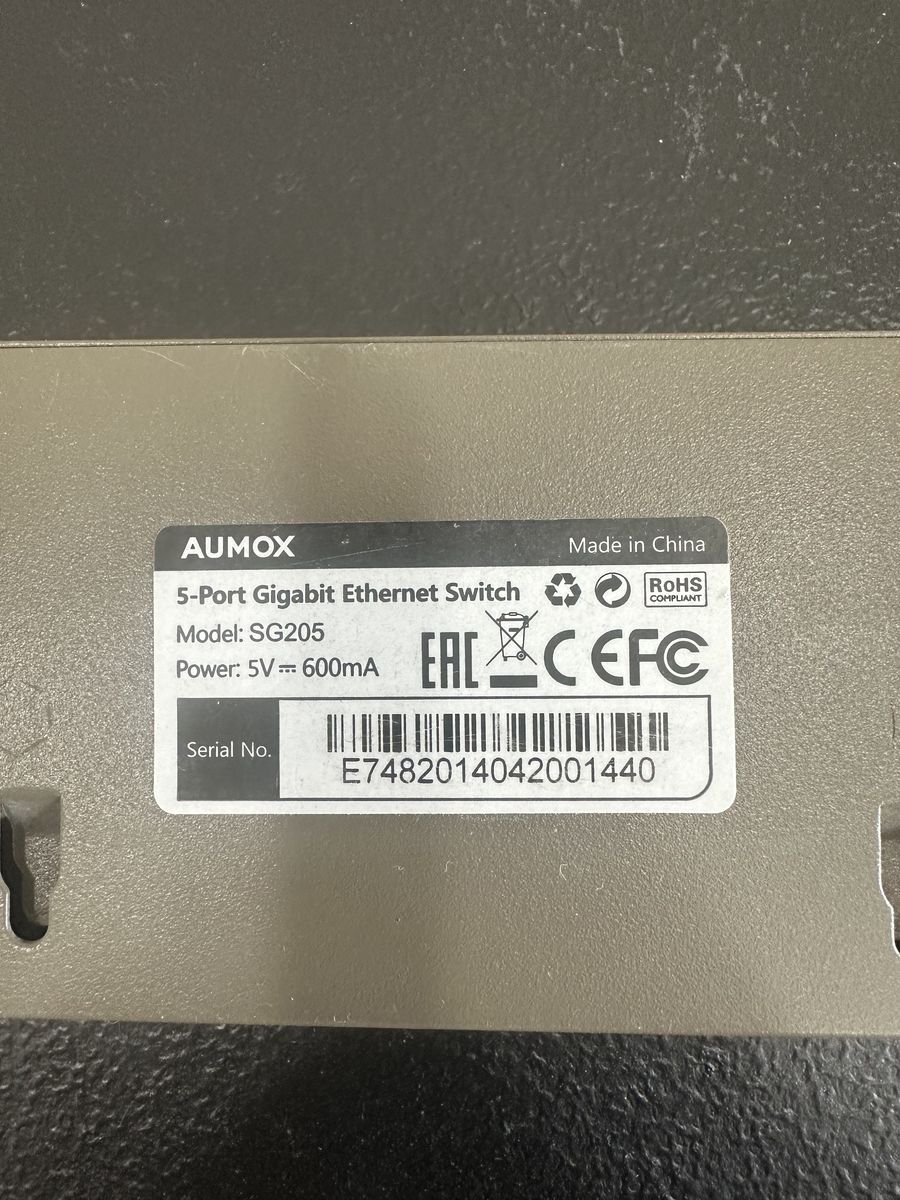 AUMOX
Made in China
5-Port Gigabit Ethernet Switch
RoHS
COMPLIANT
Model: SG205
Power: 5V⎓600mA
EAC CE FC
Serial No.
E7482014042001440